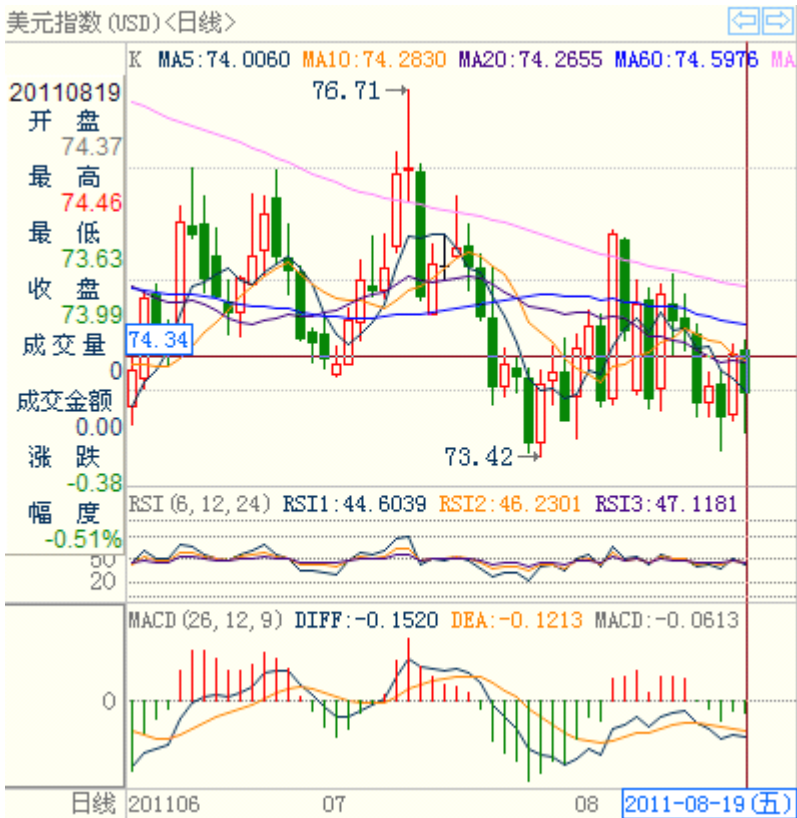 美元指数(USD)<日线>
K MA5:74.0060 MA10:74.2830 MA20:74.2655 MA60:74.5976 MA
20110819
开 盘
74.37
最 高
74.46
最 低
73.63
收 盘
73.99
成交量
0
成交金额
0.00
涨 跌
-0.38
幅 度
-0.51%
76.71
74.34
73.42
RSI(6,12,24) RSI1:44.6039 RSI2:46.2301 RSI3:47.1181
50
20
MACD(26,12,9) DIFF:-0.1520 DEA:-0.1213 MACD:-0.0613
0
日线 201106 07 08 2011-08-19(五)